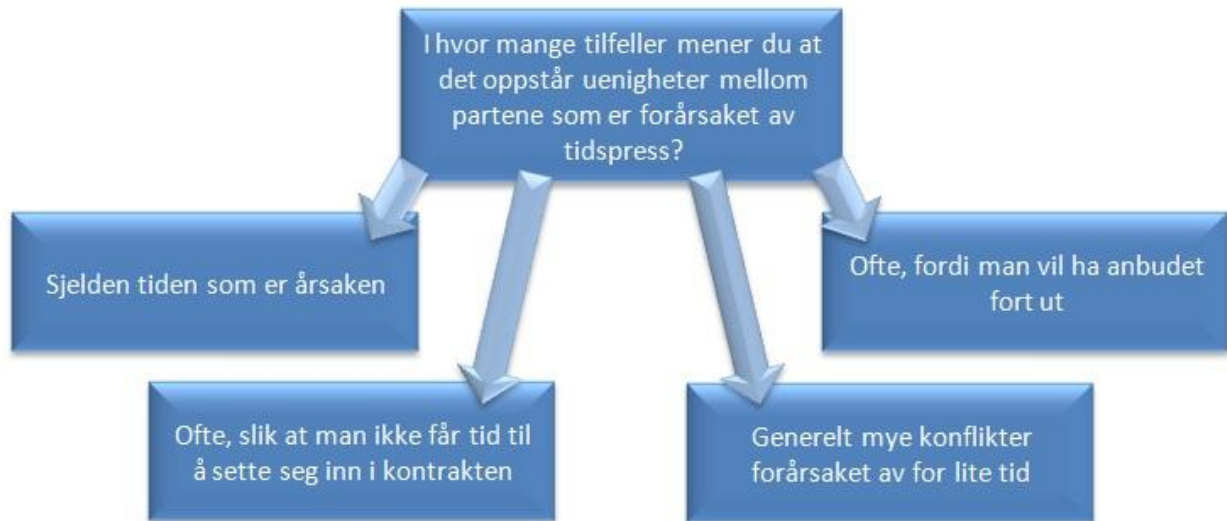 I hvor mange tilfeller mener du at
det oppstår uenigheter mellom
partene som er forårsaket av
tidspress?
Sjelden tiden som er årsaken
Ofte, fordi man vil ha anbudet
fort ut
Ofte, slik at man ikke får tid til
å sette seg inn i kontrakten
Generelt mye konflikter
forårsaket av for lite tid